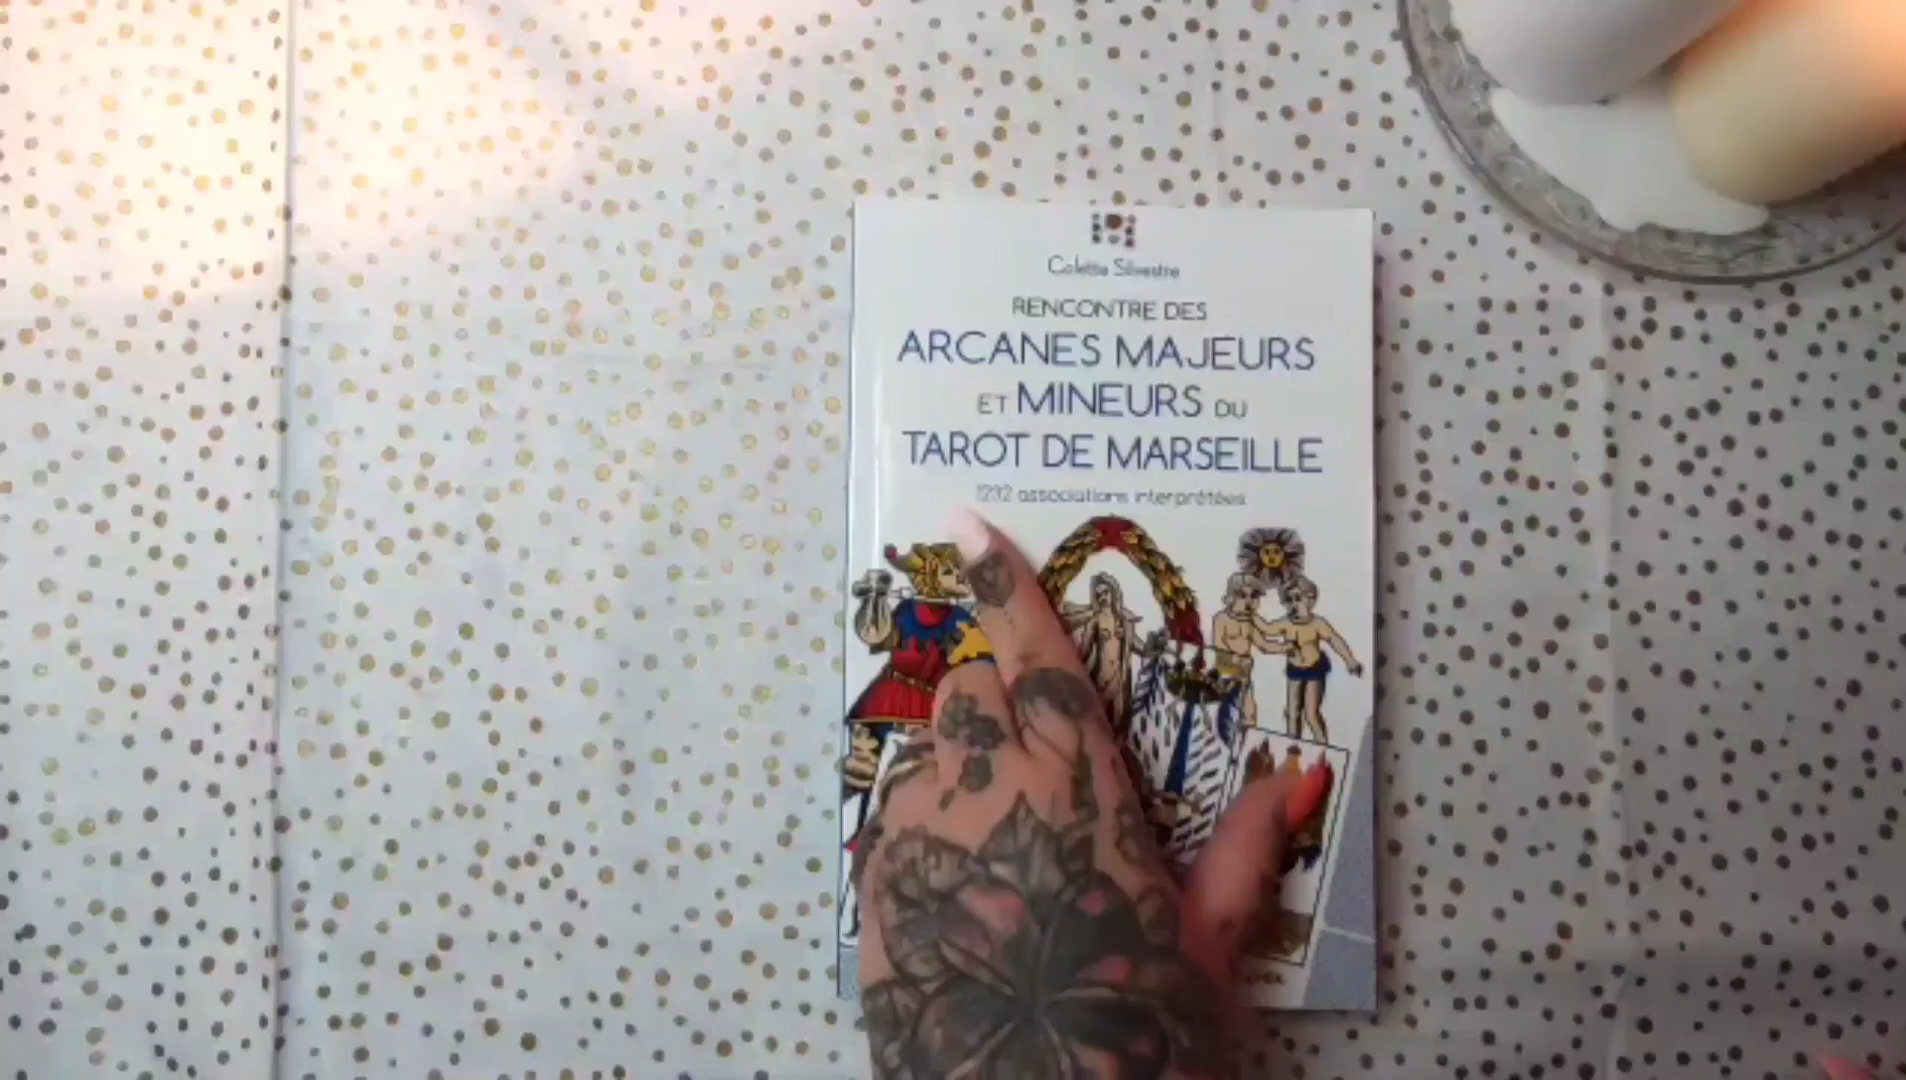 Colette Silvestre
RENCONTRE DES
ARCANES MAJEURS
ET MINEURS DU
TAROT DE MARSEILLE
1232 associations interprétées